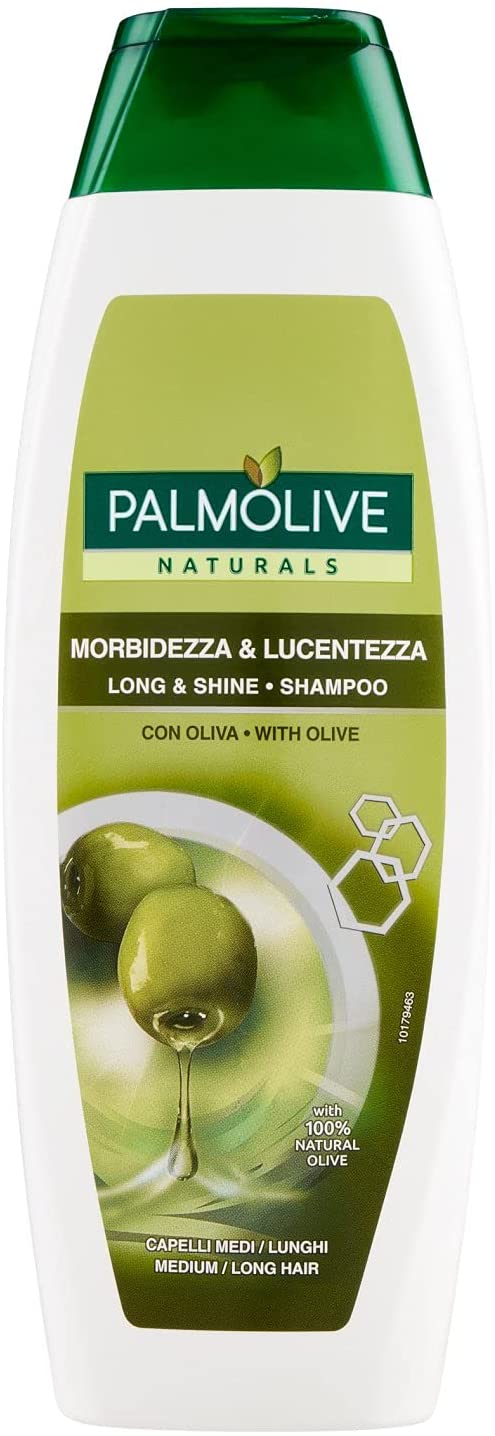 PALMOLIVE
NATURALS
MORBIDEZZA & LUCENTEZZA
LONG & SHINE • SHAMPOO
CON OLIVA • WITH OLIVE
10179463
with
100%
NATURAL
OLIVE
CAPELLI MEDI / LUNGHI
MEDIUM / LONG HAIR